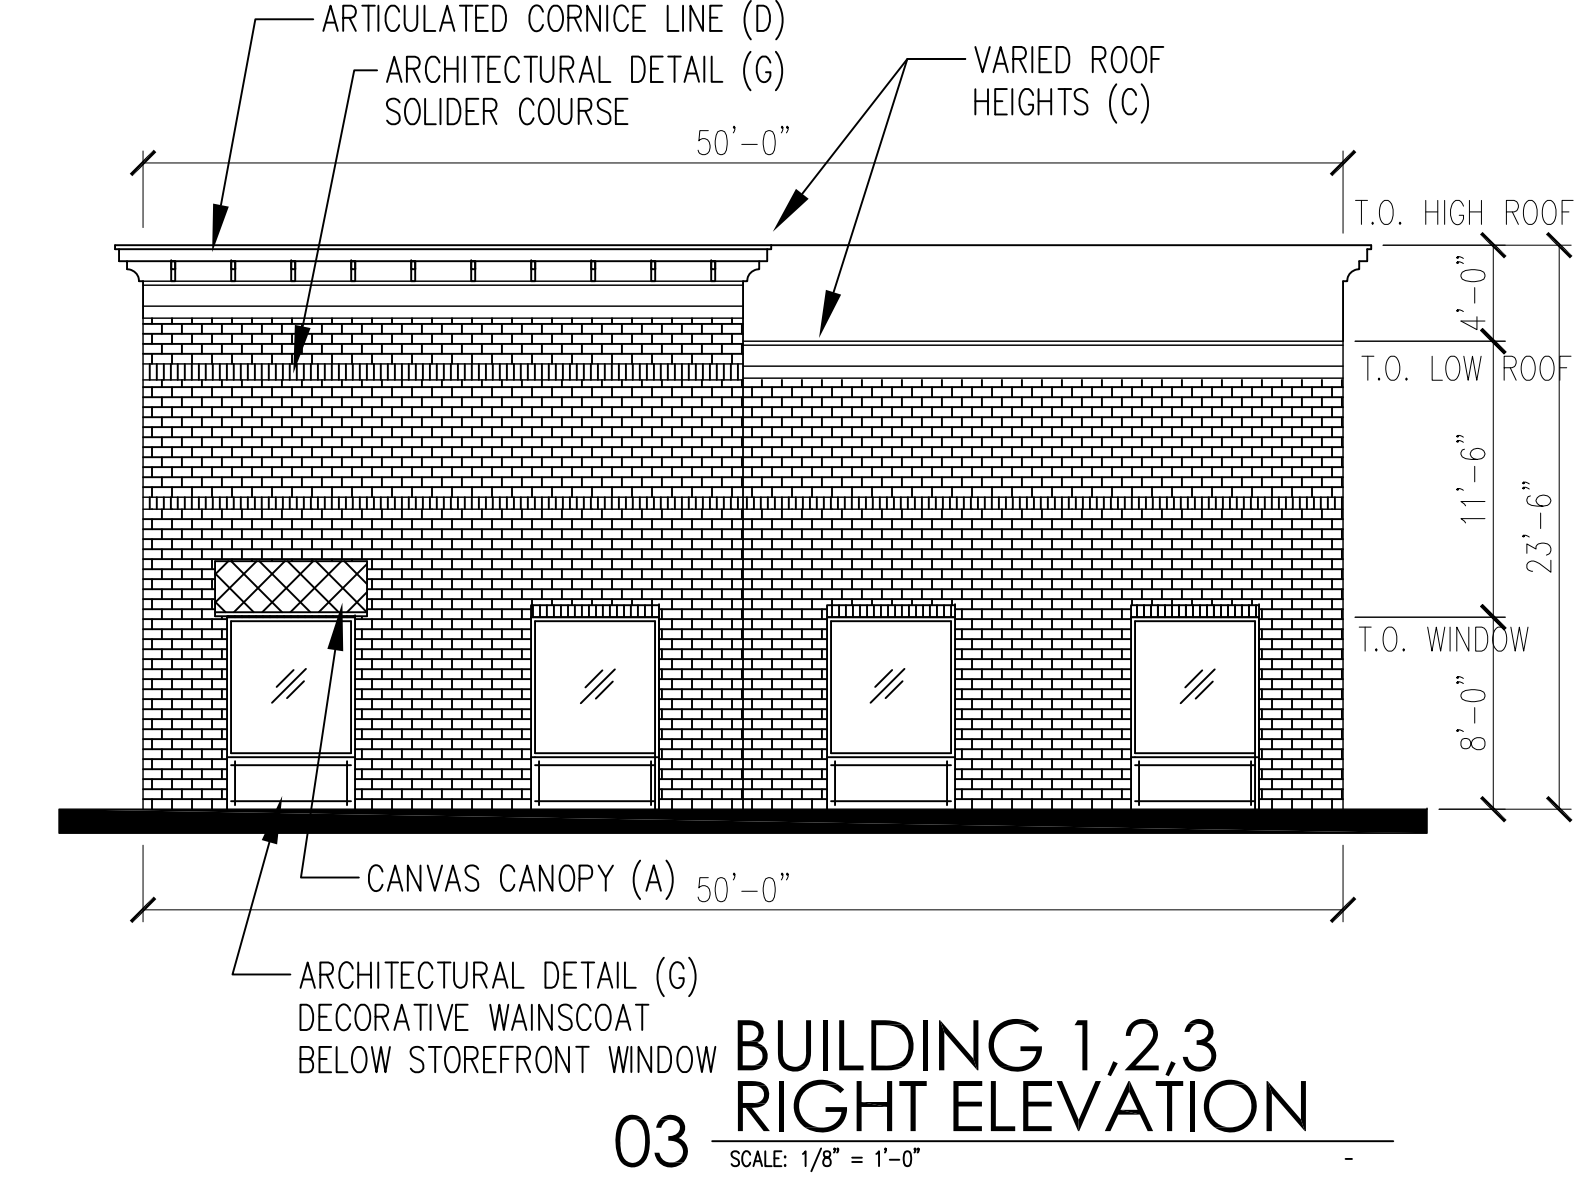 ARTICULATED CORNICE LINE (D)
ARCHITECTURAL DETAIL (G)
SOLIDER COURSE
VARIED ROOF
HEIGHTS (C)
50'-0"
T.O. HIGH ROOF
4'-0"
T.O. LOW ROOF
11'-6"
23'-6"
T.O. WINDOW
8'-0"
CANVAS CANOPY (A)
50'-0"
ARCHITECTURAL DETAIL (G)
DECORATIVE WAINSCOAT
BELOW STOREFRONT WINDOW
BUILDING 1,2,3
RIGHT ELEVATION
03
SCALE: 1/8" = 1'-0"
-